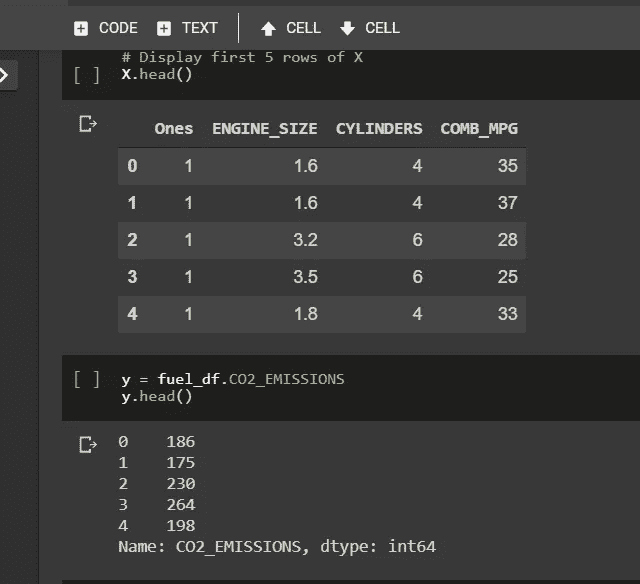 CODE TEXT CELL CELL
# Display first 5 rows of X
[ ] X.head()
Ones ENGINE_SIZE CYLINDERS COMB_MPG
0 1 1.6 4 35
1 1 1.6 4 37
2 1 3.2 6 28
3 1 3.5 6 25
4 1 1.8 4 33
[ ] y = fuel_df.CO2_EMISSIONS
y.head()
0 186
1 175
2 230
3 264
4 198
Name: CO2_EMISSIONS, dtype: int64